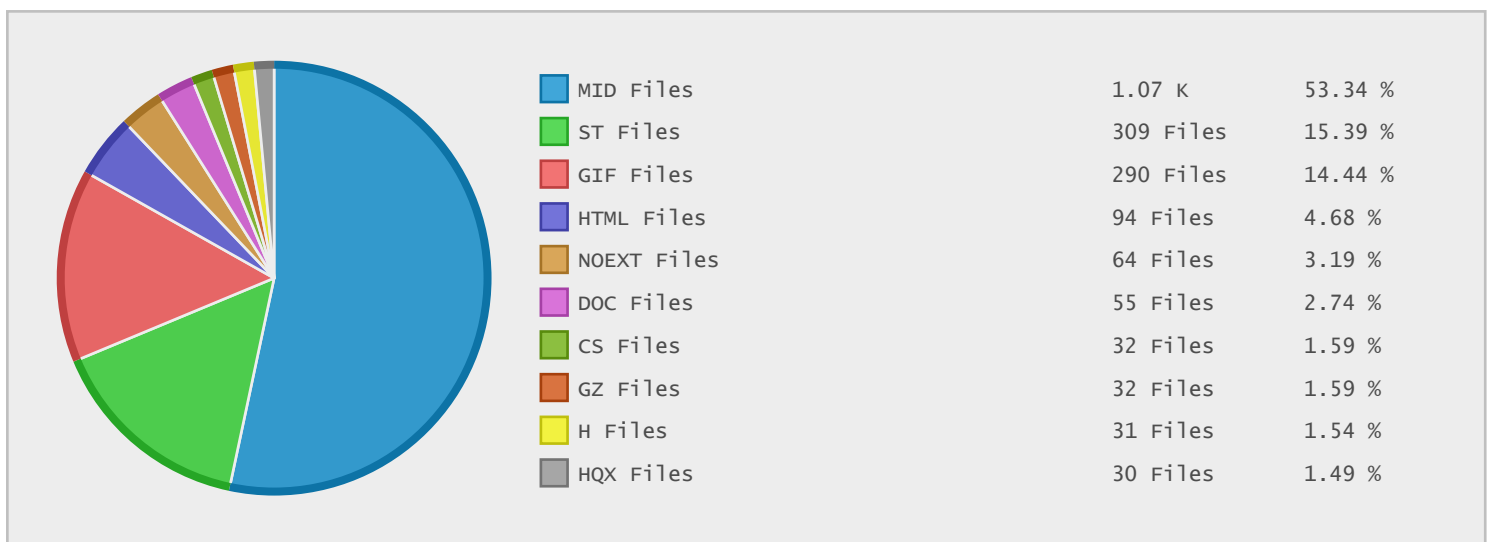 MID Files 1.07 K 53.34 %
ST Files 309 Files 15.39 %
GIF Files 290 Files 14.44 %
HTML Files 94 Files 4.68 %
NOEXT Files 64 Files 3.19 %
DOC Files 55 Files 2.74 %
CS Files 32 Files 1.59 %
GZ Files 32 Files 1.59 %
H Files 31 Files 1.54 %
HQX Files 30 Files 1.49 %